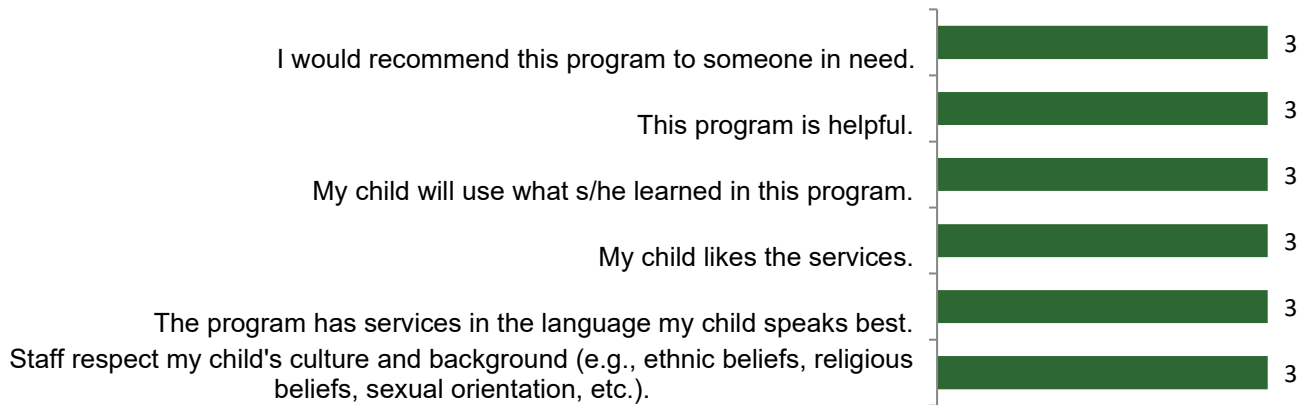 I would recommend this program to someone in need.
3
This program is helpful.
3
My child will use what s/he learned in this program.
3
My child likes the services.
3
The program has services in the language my child speaks best.
3
Staff respect my child's culture and background (e.g., ethnic beliefs, religious
beliefs, sexual orientation, etc.).
3